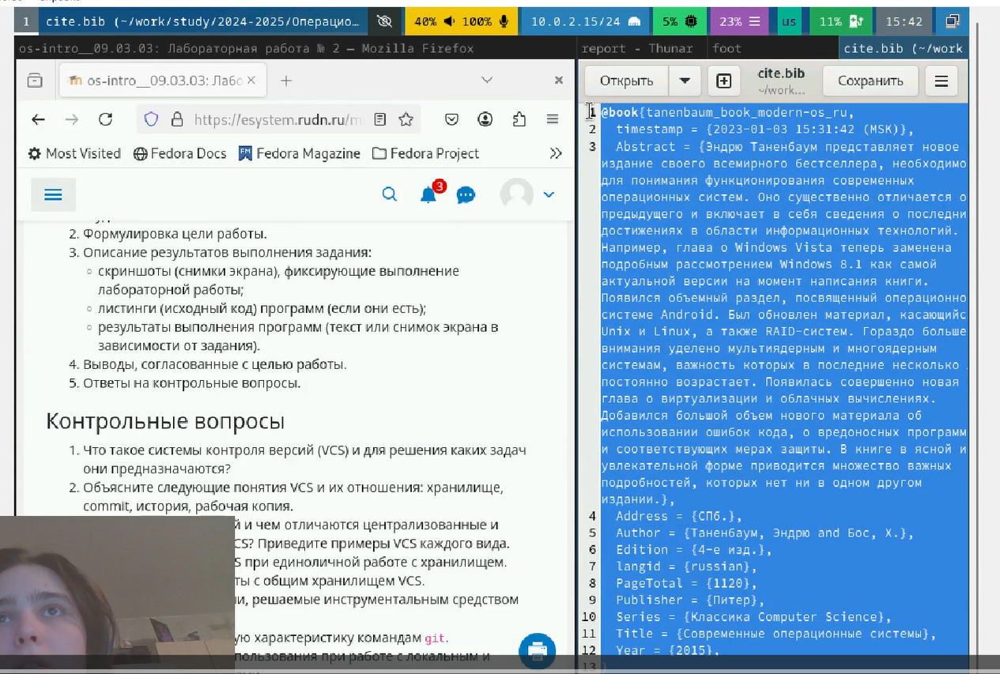 1 cite.bib (~/work/study/2024-2025/Операцио… 40% 100% 10.0.2.15/24 5% 23% us 11% 15:42
os-intro__09.03.03: Лабораторная работа № 2 — Mozilla Firefox
report - Thunar foot cite.bib (~/work
os-intro__09.03.03: Лабо
https://esystem.rudn.ru/m
Most Visited Fedora Docs Fedora Magazine Fedora Project
3
2. Формулировка цели работы.
3. Описание результатов выполнения задания:
скриншоты (снимки экрана), фиксирующие выполнение
лабораторной работы;
листинги (исходный код) программ (если они есть);
результаты выполнения программ (текст или снимок экрана в
зависимости от задания).
4. Выводы, согласованные с целью работы.
5. Ответы на контрольные вопросы.
Контрольные вопросы
1. Что такое системы контроля версий (VCS) и для решения каких задач
они предназначаются?
2. Объясните следующие понятия VCS и их отношения: хранилище,
commit, история, рабочая копия.
и чем отличаются централизованные и
CS? Приведите примеры VCS каждого вида.
S при единоличной работе с хранилищем.
ты с общим хранилищем VCS.
и, решаемые инструментальным средством
ую характеристику командам git.
пользования при работе с локальным и
Открыть cite.bib Сохранить
~/work…
1 @book{tanenbaum_book_modern-os_ru,
2 timestamp = {2023-01-03 15:31:42 (MSK)},
3 Abstract = {Эндрю Таненбаум представляет новое
издание своего всемирного бестселлера, необходимо
для понимания функционирования современных
операционных систем. Оно существенно отличается о
предыдущего и включает в себя сведения о последни
достижениях в области информационных технологий.
Например, глава о Windows Vista теперь заменена
подробным рассмотрением Windows 8.1 как самой
актуальной версии на момент написания книги.
Появился объемный раздел, посвященный операционно
системе Android. Был обновлен материал, касающийс
Unix и Linux, а также RAID-систем. Гораздо больше
внимания уделено мультиядерным и многоядерным
системам, важность которых в последние несколько
постоянно возрастает. Появилась совершенно новая
глава о виртуализации и облачных вычислениях.
Добавился большой объем нового материала об
использовании ошибок кода, о вредоносных программ
и соответствующих мерах защиты. В книге в ясной и
увлекательной форме приводится множество важных
подробностей, которых нет ни в одном другом
издании.},
4 Address = {СПб.},
5 Author = {Таненбаум, Эндрю and Бос, Х.},
6 Edition = {4-е изд.},
7 langid = {russian},
8 PageTotal = {1120},
9 Publisher = {Питер},
10 Series = {Классика Computer Science},
11 Title = {Современные операционные системы},
12 Year = {2015},
13 }